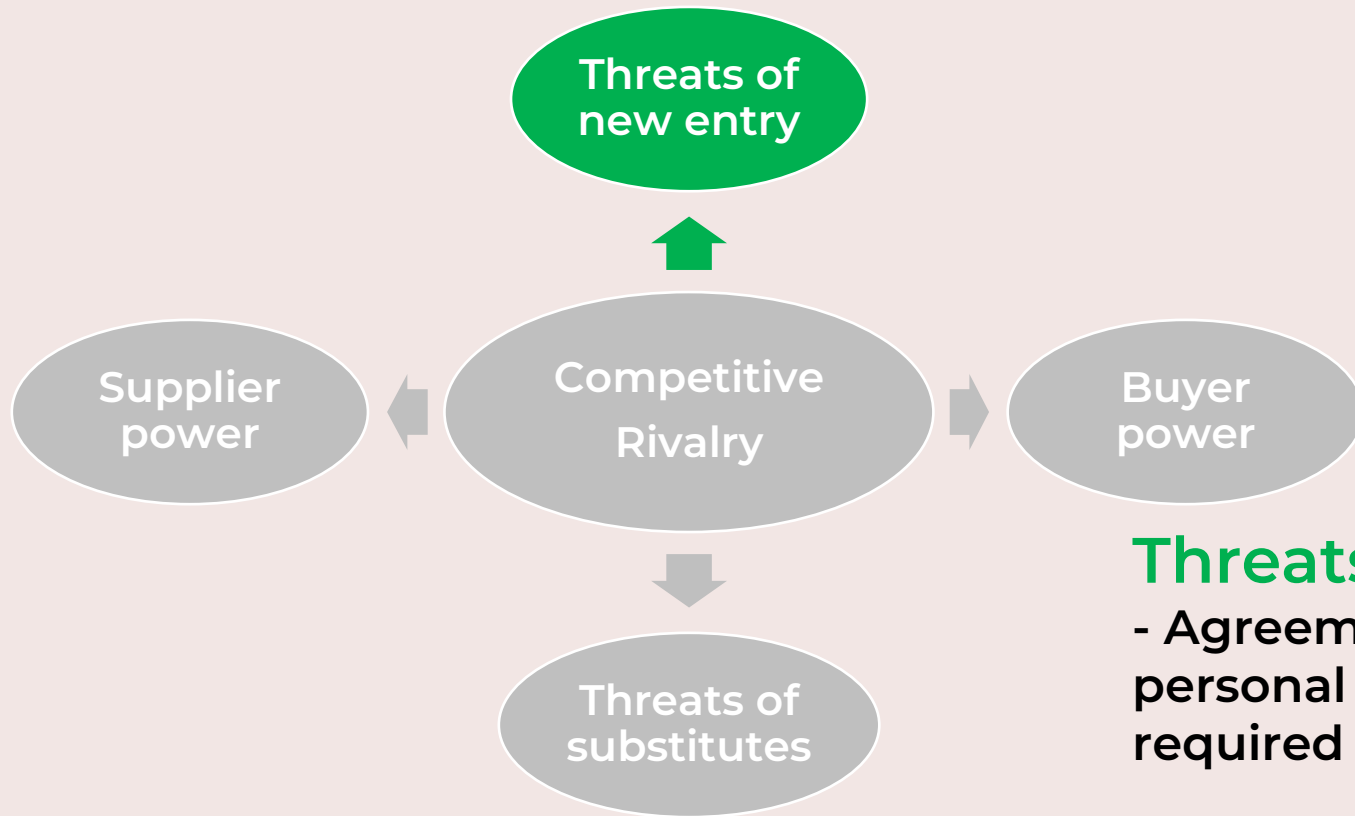 Threats of
new entry
Supplier
power
Competitive
Rivalry
Buyer
power
Threats of
substitutes
Threats
- Agreem
personal
required